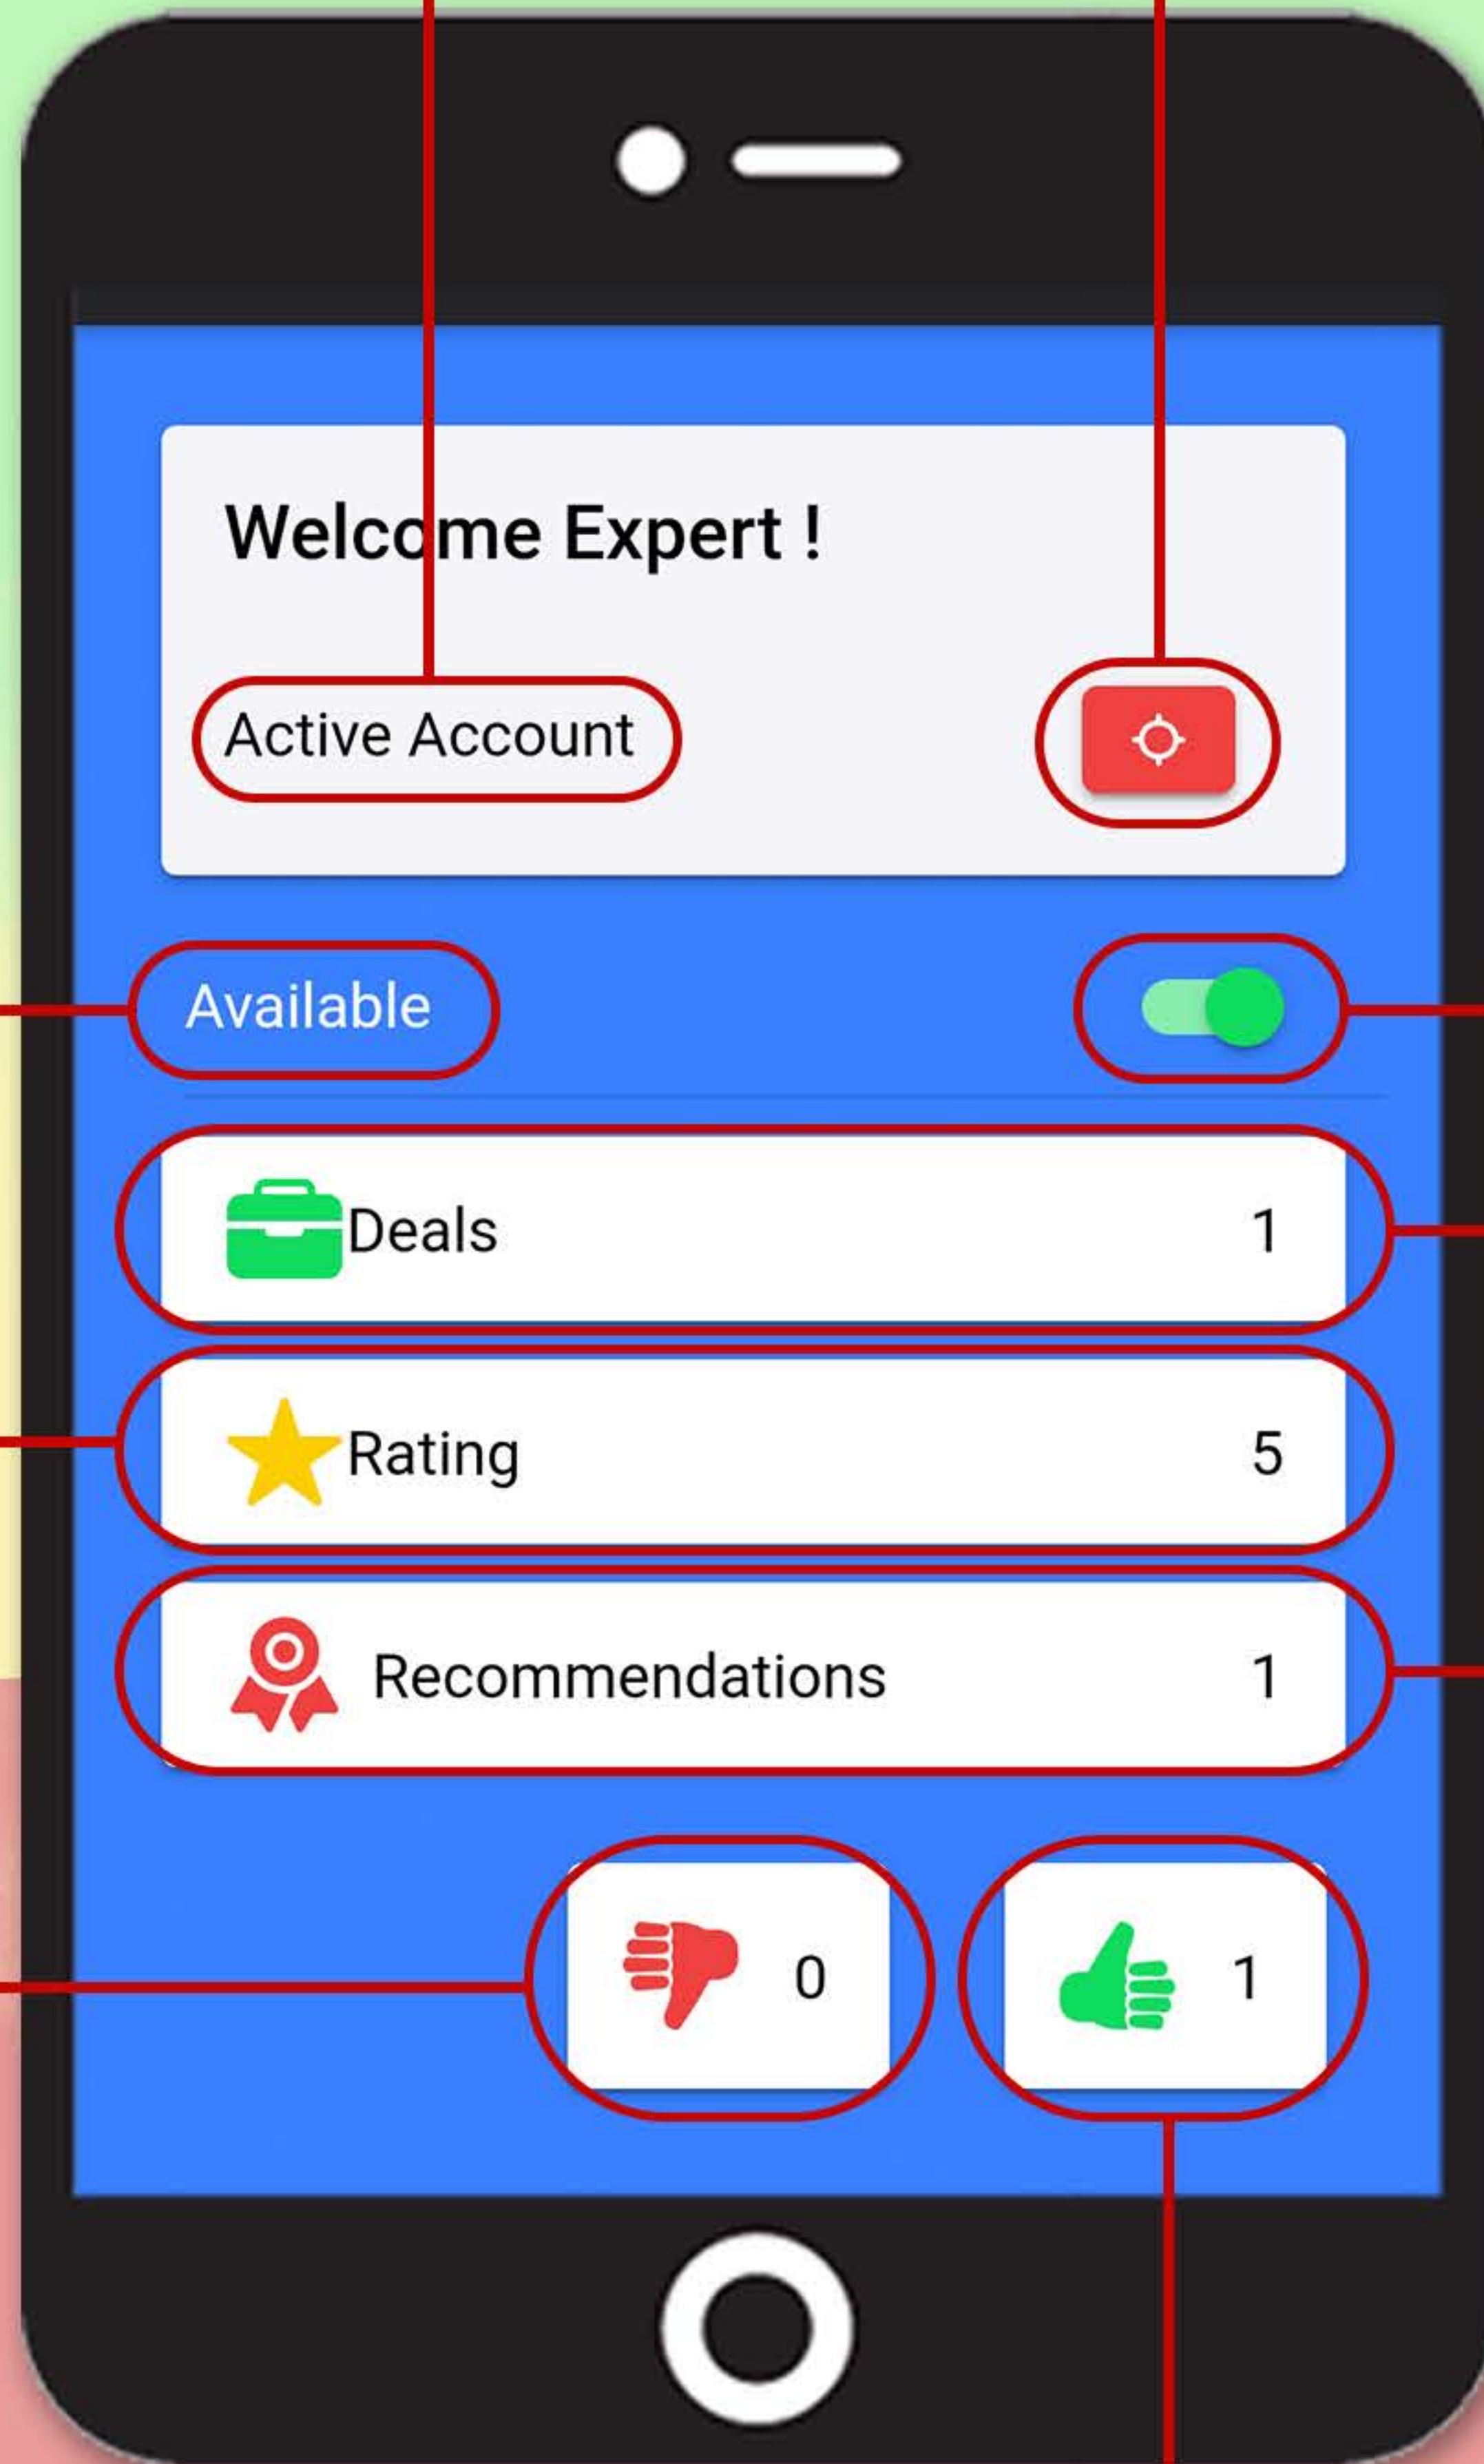 Welcome Expert !
Active Account
Available
Deals 1
Rating 5
Recommendations 1
0 1